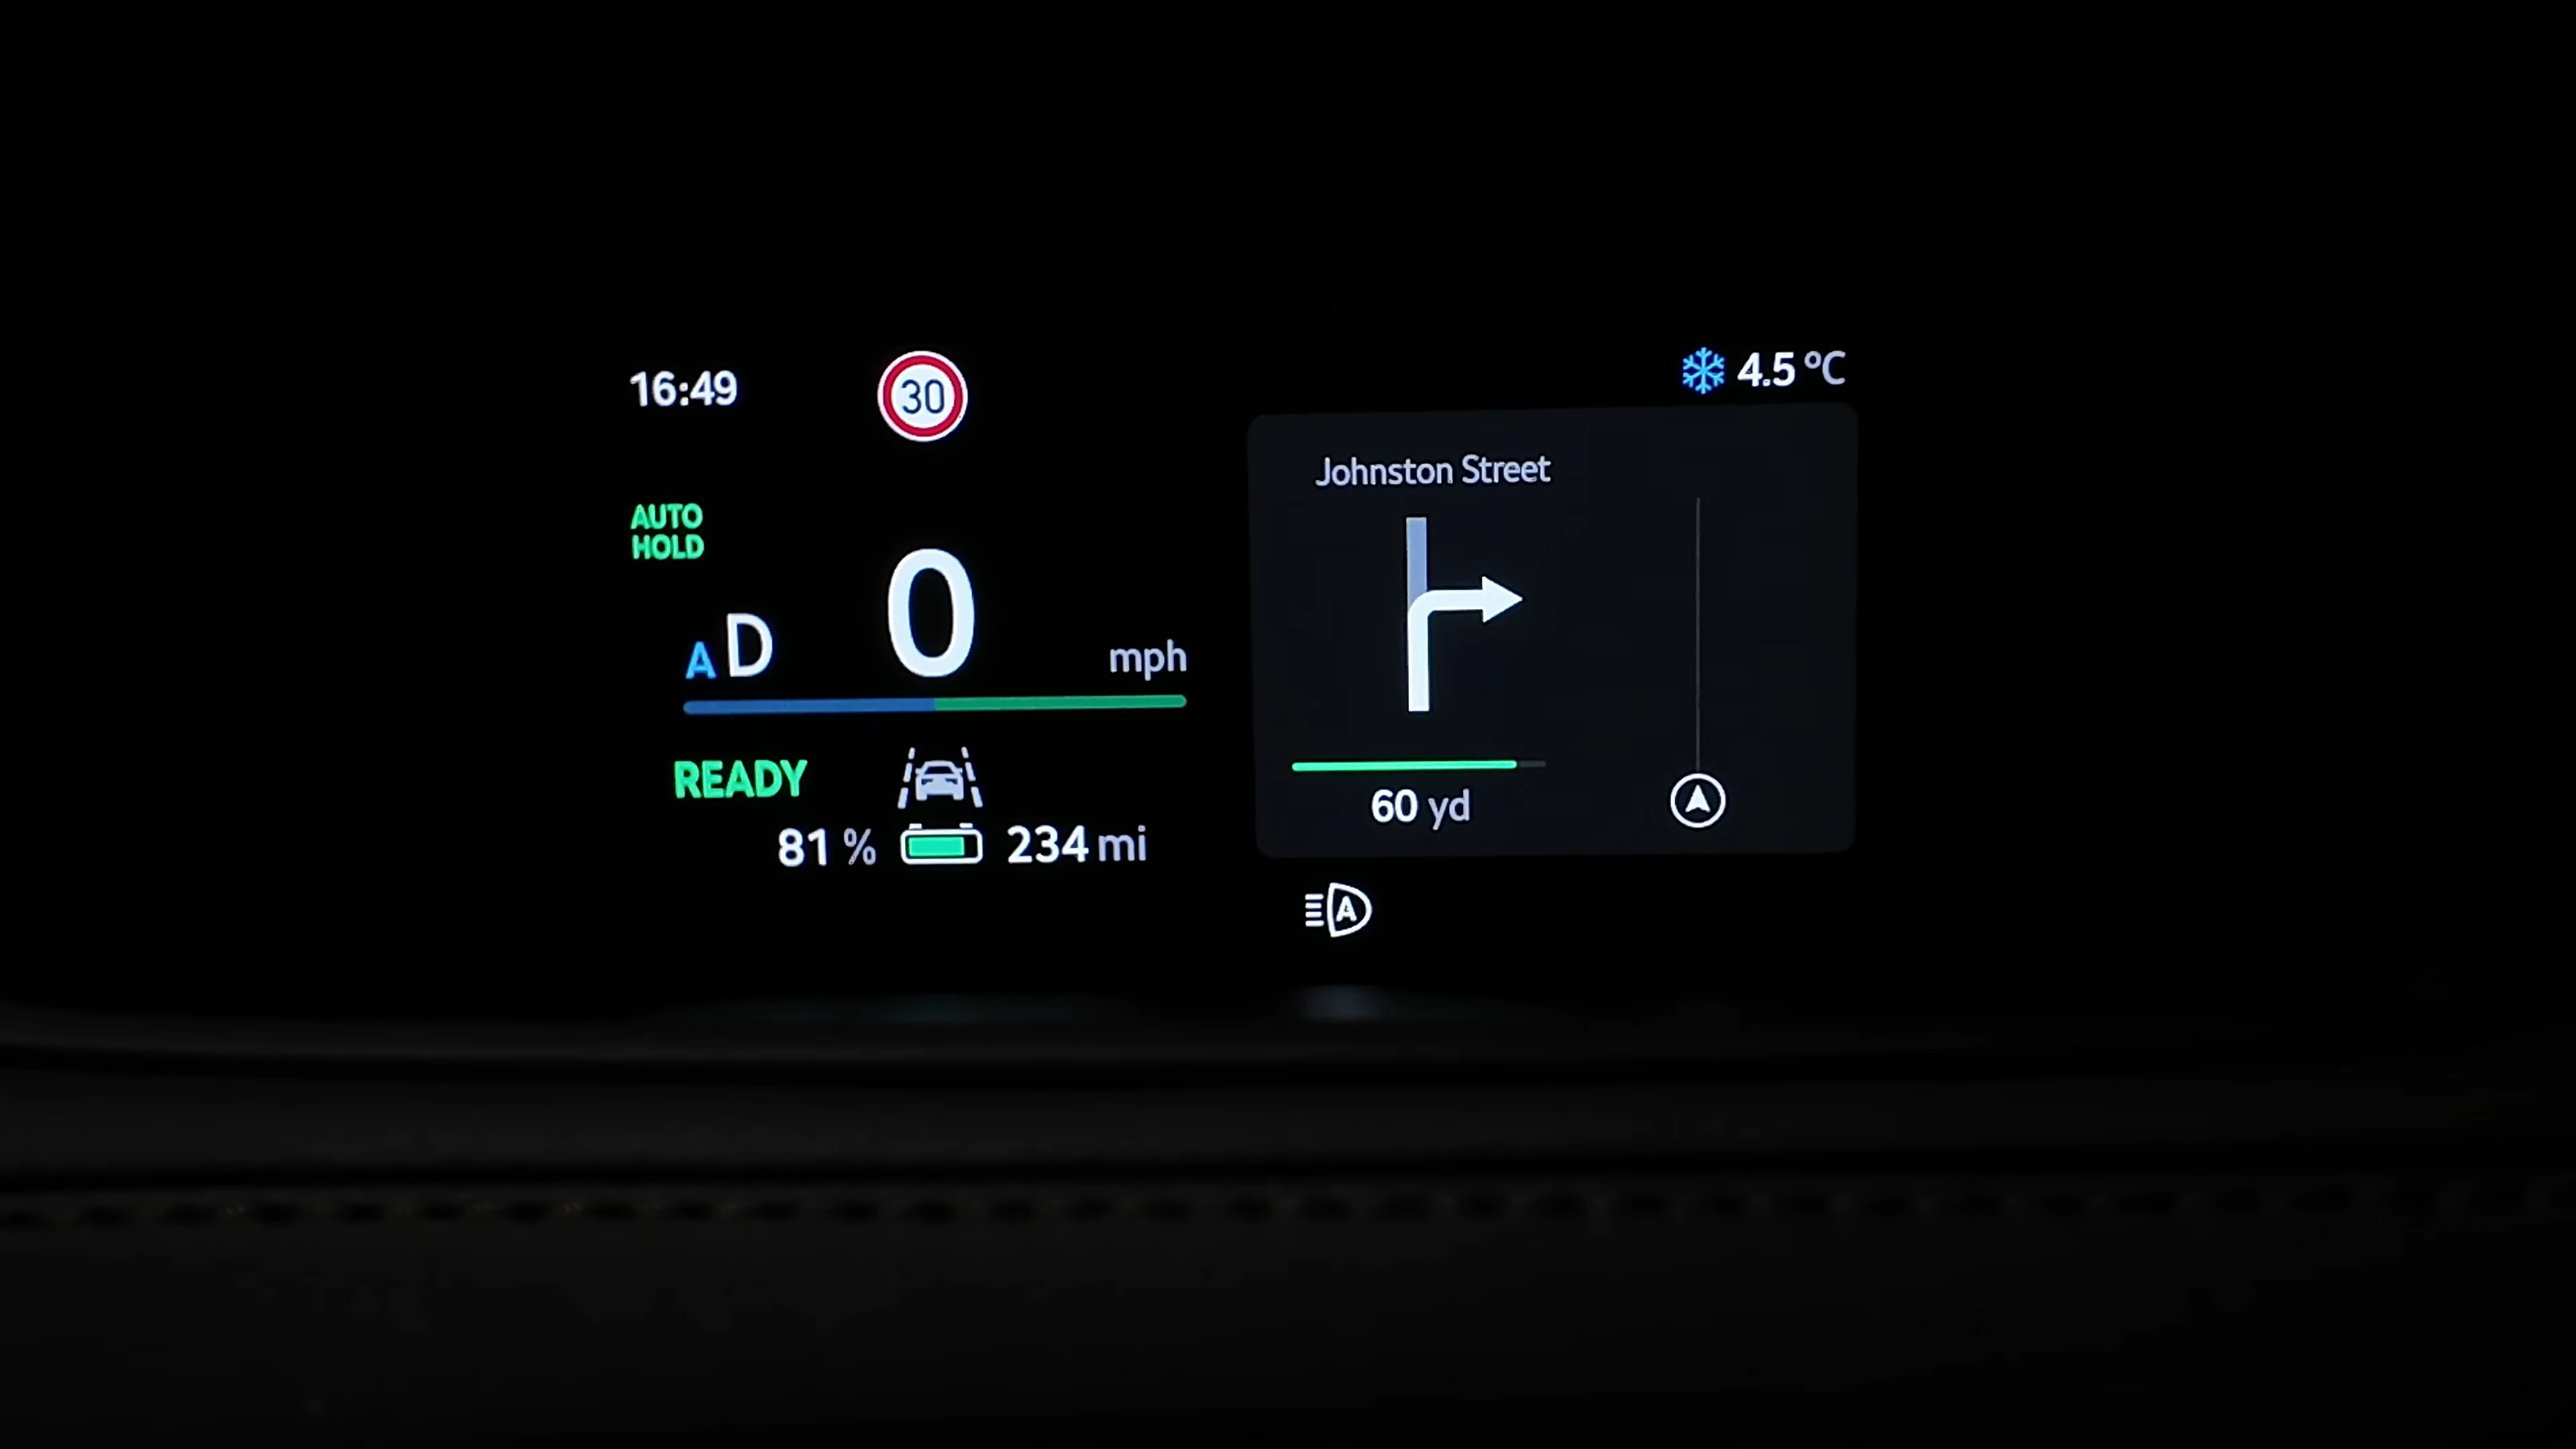 16:49
30
4.5 °C
AUTO
HOLD
A D
0
mph
READY
81 %
234 mi
Johnston Street
60 yd
A